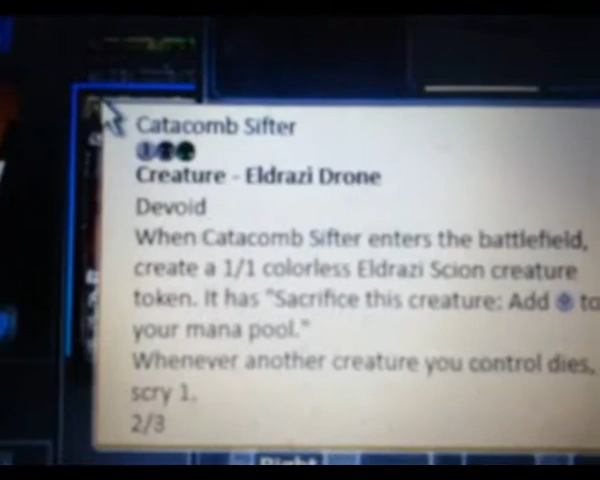 Catacomb Sifter
Creature - Eldrazi Drone
Devoid
When Catacomb Sifter enters the battlefield,
create a 1/1 colorless Eldrazi Scion creature
token. It has "Sacrifice this creature: Add to
your mana pool."
Whenever another creature you control dies,
scry 1.
2/3